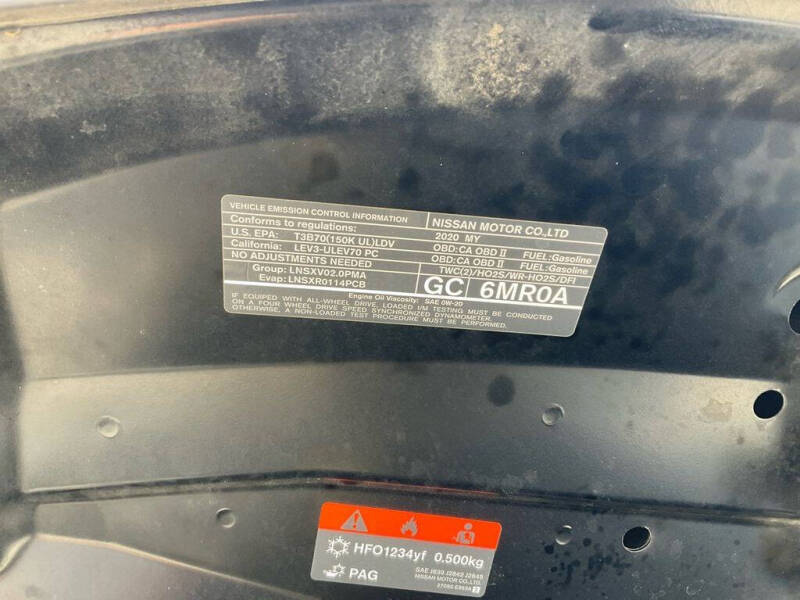 VEHICLE EMISSION CONTROL INFORMATION NISSAN MOTOR CO.,LTD
Conforms to regulations: 2020 MY
U.S. EPA: T3B70(150K UL)LDV OBD:CA OBD II FUEL:Gasoline
California: LEV3-ULEV70 PC OBD:CA OBD II FUEL:Gasoline
NO ADJUSTMENTS NEEDED TWC(2)/HO2S/WR-HO2S/DFI
Group: LNSXV02.0PMA
Evap: LNSXR0114PCB
GC 6MR0A
Engine Oil Viscosity: SAE 0W-20
IF EQUIPPED WITH ALL-WHEEL DRIVE, LOADED I/M TESTING MUST BE CONDUCTED
ON A FOUR WHEEL DRIVE SPEED SYNCHRONIZED DYNAMOMETER.
OTHERWISE, A NON-LOADED TEST PROCEDURE MUST BE PERFORMED.
HFO1234yf 0.500kg
PAG
SAE J639 J2842 J2845
NISSAN MOTOR CO.,LTD.